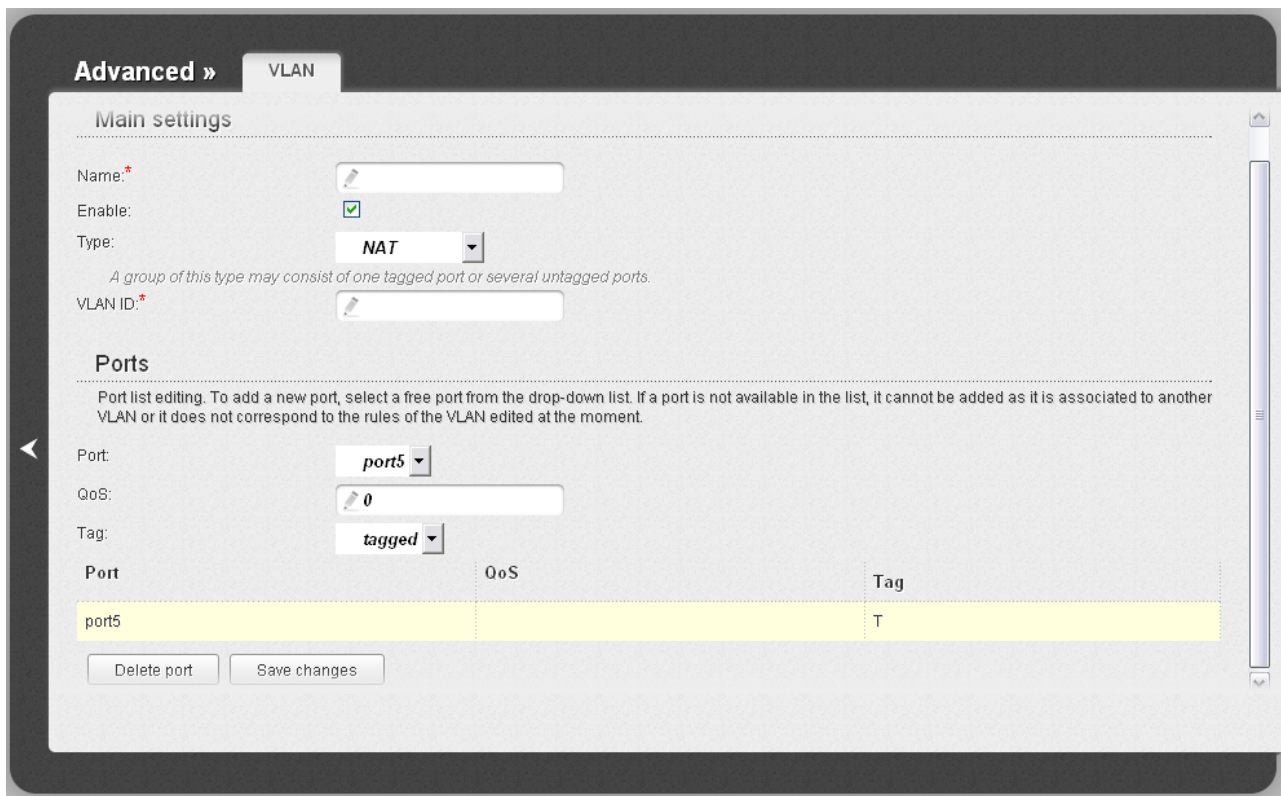 Advanced » VLAN
Main settings
Name:*
Enable:
Type: NAT
A group of this type may consist of one tagged port or several untagged ports.
VLAN ID:*
Ports
Port list editing. To add a new port, select a free port from the drop-down list. If a port is not available in the list, it cannot be added as it is associated to another
VLAN or it does not correspond to the rules of the VLAN edited at the moment.
Port: port5
QoS: 0
Tag: tagged
Port QoS Tag
port5 T
Delete port Save changes